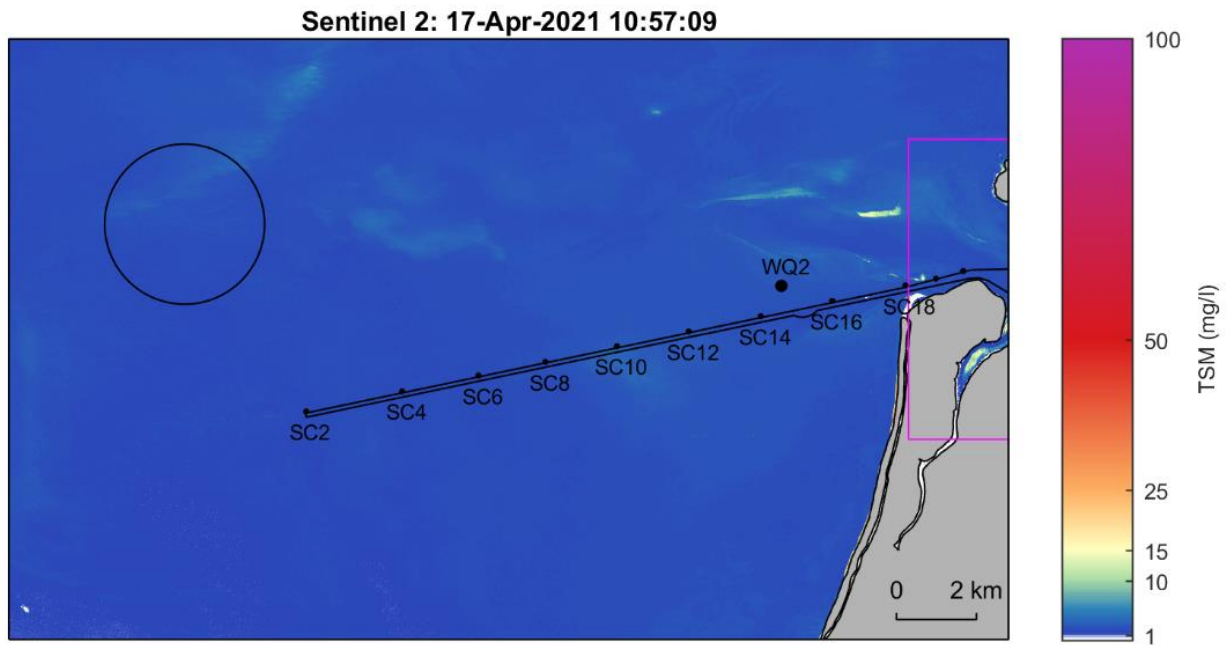 Sentinel 2: 17-Apr-2021 10:57:09
WQ2
SC18
SC16
SC14
SC12
SC10
SC8
SC6
SC4
SC2
0 2 km
100
50
25
15
10
1
TSM (mg/l)